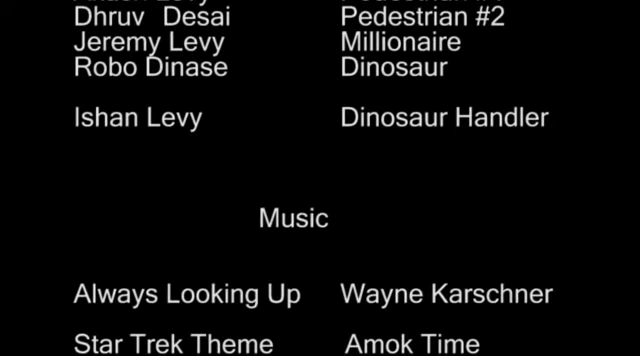 Dhruv Desai Pedestrian #2
Jeremy Levy Millionaire
Robo Dinase Dinosaur
Ishan Levy Dinosaur Handler
Music
Always Looking Up Wayne Karschner
Star Trek Theme Amok Time